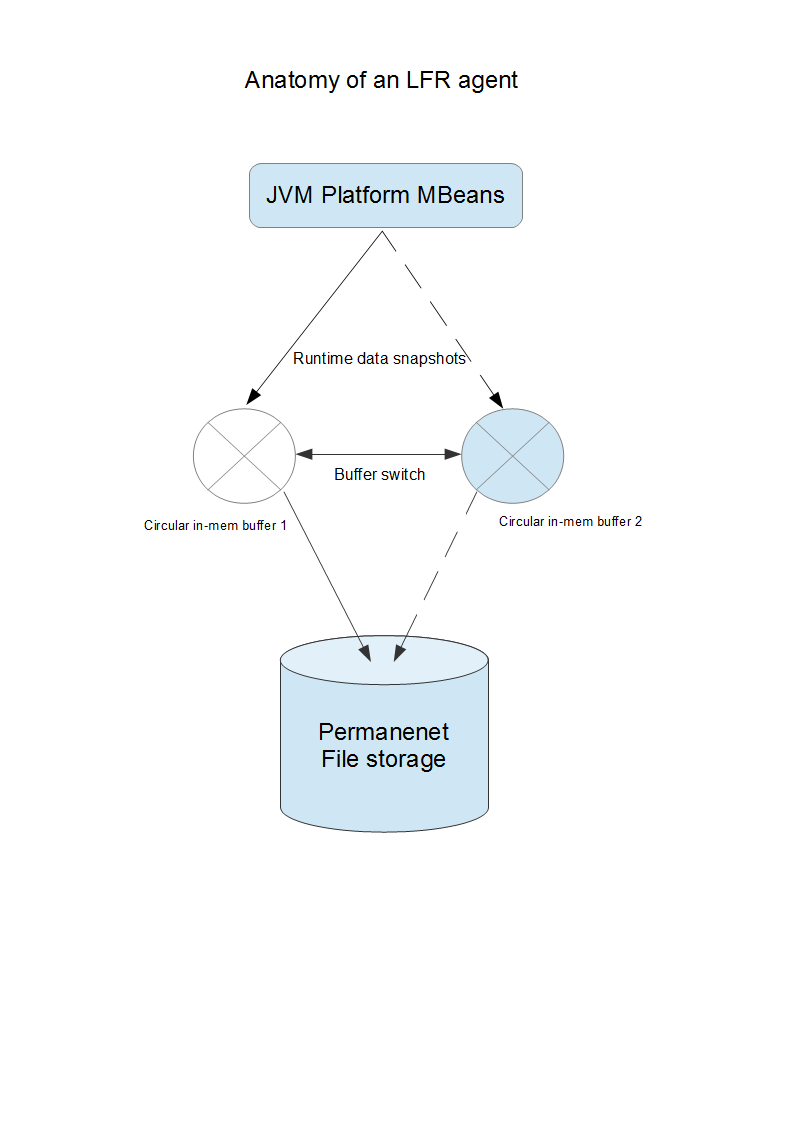 Anatomy of an LFR agent
JVM Platform MBeans
Runtime data snapshots
Buffer switch
Circular in-mem buffer 1
Circular in-mem buffer 2
Permanenet
File storage